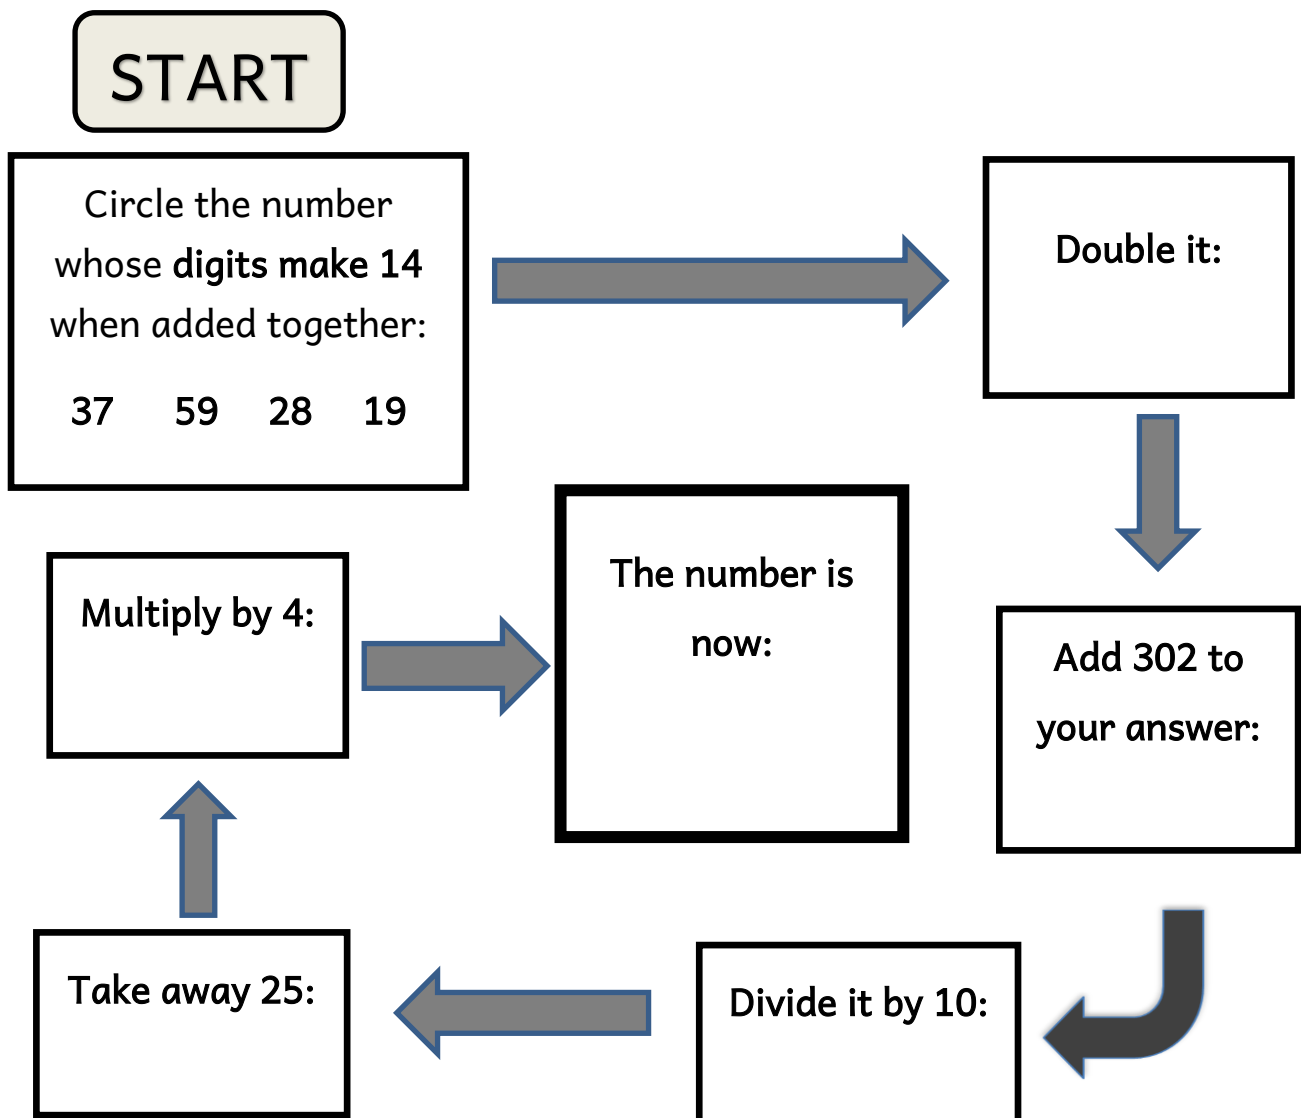 START
Circle the number
whose digits make 14
when added together:
37 59 28 19
Double it:
Add 302 to
your answer:
Divide it by 10:
Take away 25:
Multiply by 4:
The number is
now: